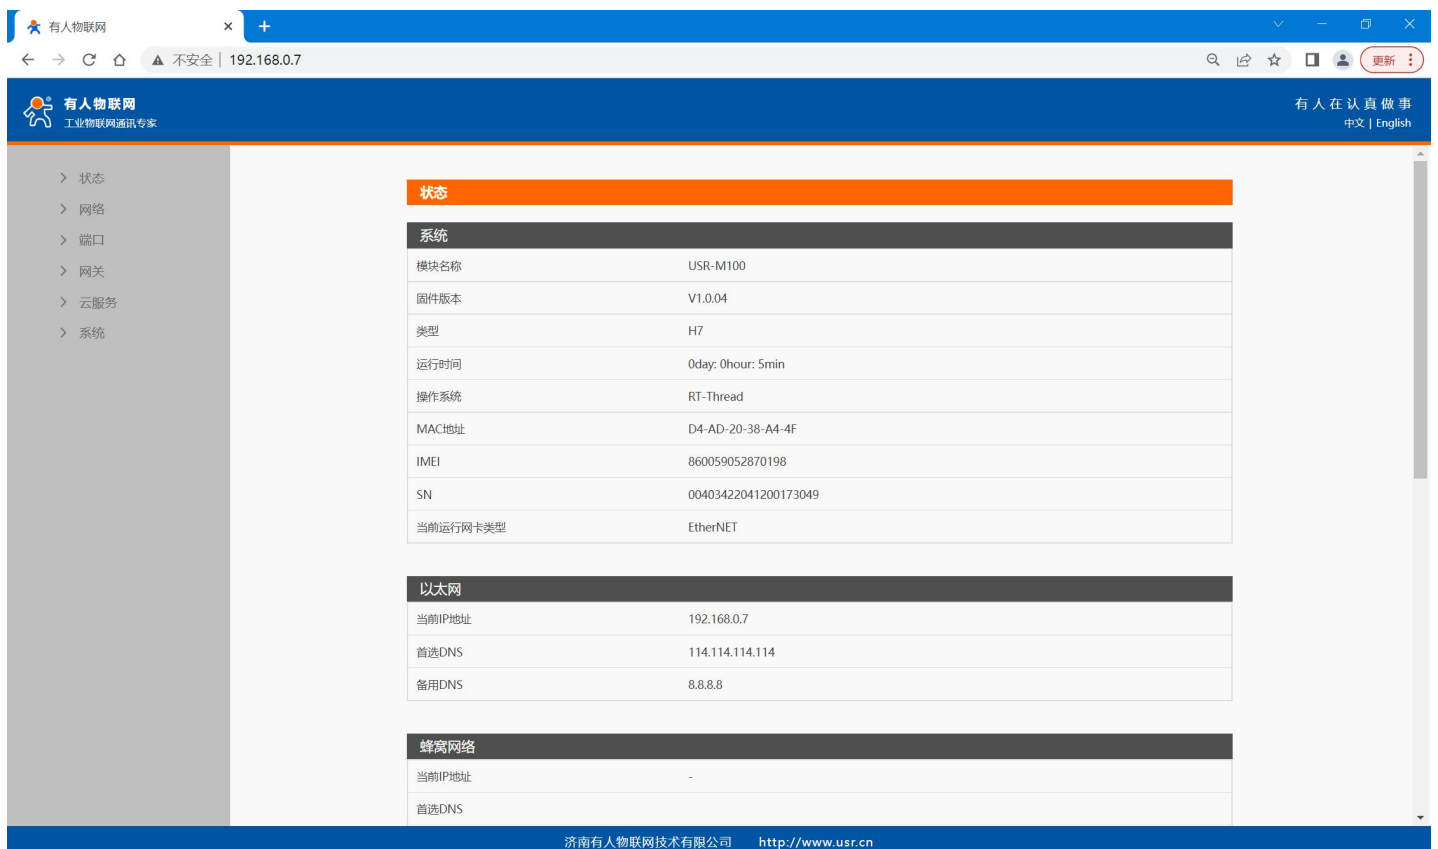 有人物联网
不安全 192.168.0.7
更新
有人物联网
工业物联网通讯专家
有人在认真做事
中文 | English
状态
网络
端口
网关
云服务
系统
状态
系统
模块名称 USR-M100
固件版本 V1.0.04
类型 H7
运行时间 0day: 0hour: 5min
操作系统 RT-Thread
MAC地址 D4-AD-20-38-A4-4F
IMEI 860059052870198
SN 00403422041200173049
当前运行网卡类型 EtherNET
以太网
当前IP地址 192.168.0.7
首选DNS 114.114.114.114
备用DNS 8.8.8.8
蜂窝网络
当前IP地址 -
首选DNS
济南有人物联网技术有限公司 http://www.usr.cn